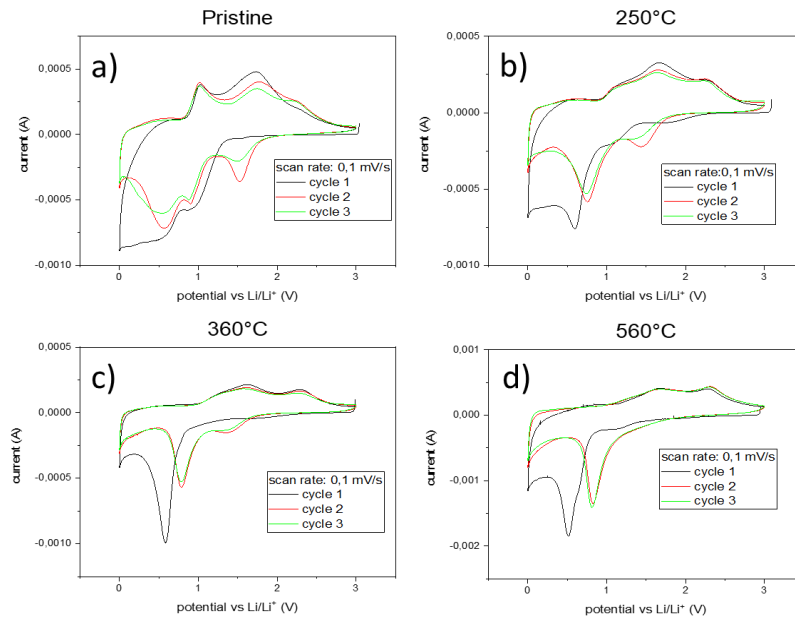 Pristine
a)
0,0005
0,0000
-0,0005
-0,0010
current (A)
scan rate: 0,1 mV/s
cycle 1
cycle 2
cycle 3
0
1
2
3
potential vs Li/Li⁺ (V)
250°C
b)
0,0005
0,0000
-0,0005
-0,0010
current (A)
scan rate:0,1 mV/s
cycle 1
cycle 2
cycle 3
0
1
2
3
potential vs Li/Li⁺ (V)
360°C
c)
0,0005
0,0000
-0,0005
-0,0010
current (A)
scan rate: 0,1 mV/s
cycle 1
cycle 2
cycle 3
0
1
2
3
potential vs Li/Li⁺ (V)
560°C
d)
0,001
0,000
-0,001
-0,002
current (A)
scan rate: 0,1 mV/s
cycle 1
cycle 2
cycle 3
0
1
2
3
potential vs Li/Li⁺ (V)